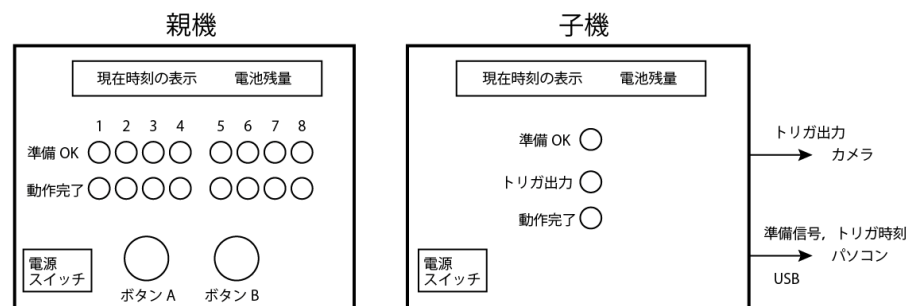 親機
現在時刻の表示 電池残量
1 2 3 4 5 6 7 8
準備 OK
動作完了
電源
スイッチ
ボタン A
ボタン B
子機
現在時刻の表示 電池残量
準備 OK
トリガ出力
動作完了
電源
スイッチ
トリガ出力
カメラ
準備信号，トリガ時刻
パソコン
USB